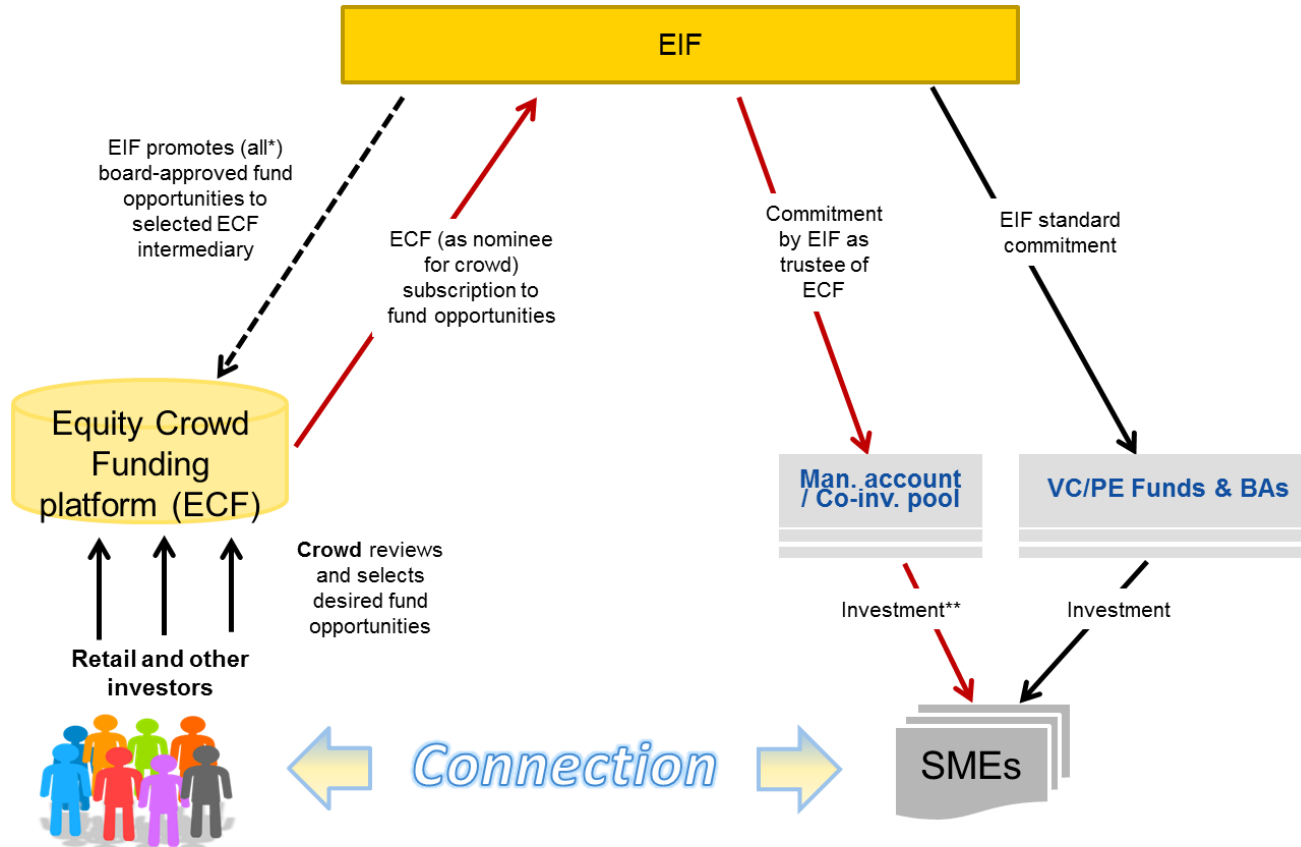 EIF
EIF promotes (all*)
board-approved fund
opportunities to
selected ECF
intermediary
ECF (as nominee
for crowd)
subscription to
fund opportunities
Commitment
by EIF as
trustee of
ECF
EIF standard
commitment
Equity Crowd
Funding
platform (ECF)
Man. account
/ Co-inv. pool
VC/PE Funds & BAs
Crowd reviews
and selects
desired fund
opportunities
Investment**
Investment
Retail and other
investors
Connection
SMEs